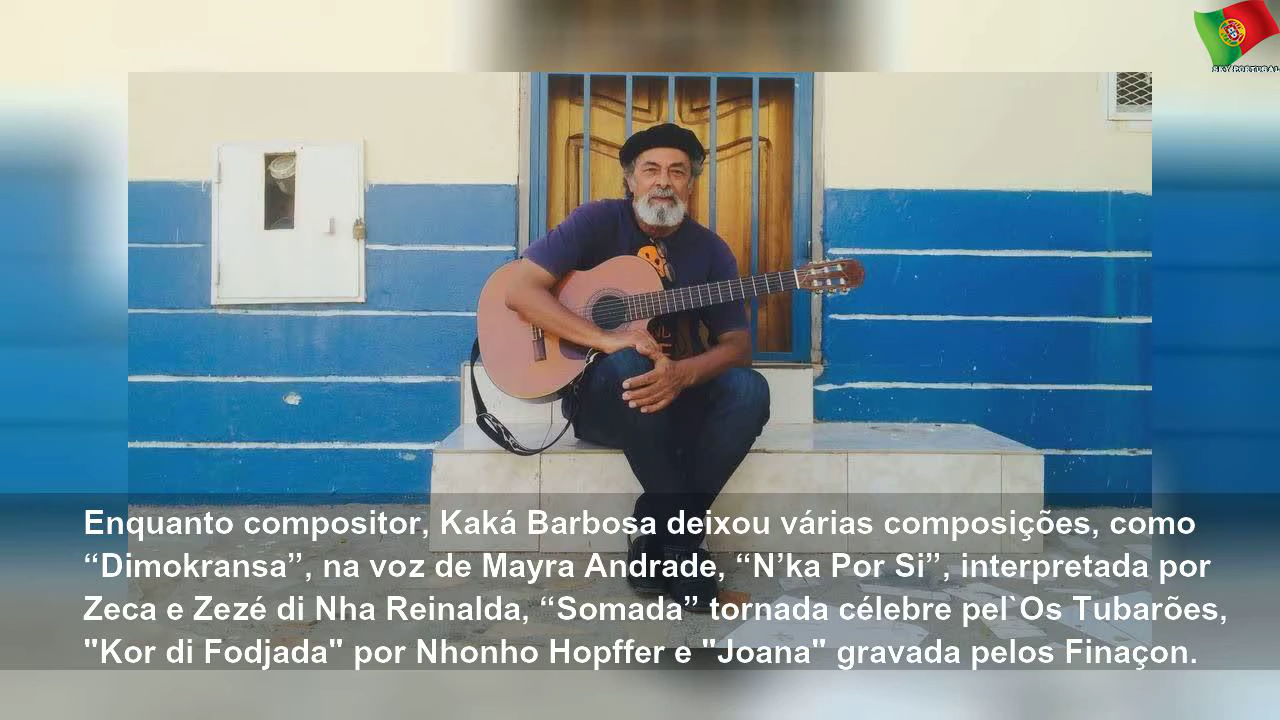 SKY PORTUGAL
Enquanto compositor, Kaká Barbosa deixou várias composições, como
“Dimokransa”, na voz de Mayra Andrade, “N’ka Por Si”, interpretada por
Zeca e Zezé di Nha Reinalda, “Somada” tornada célebre pel`Os Tubarões,
"Kor di Fodjada" por Nhonho Hopffer e "Joana" gravada pelos Finaçon.